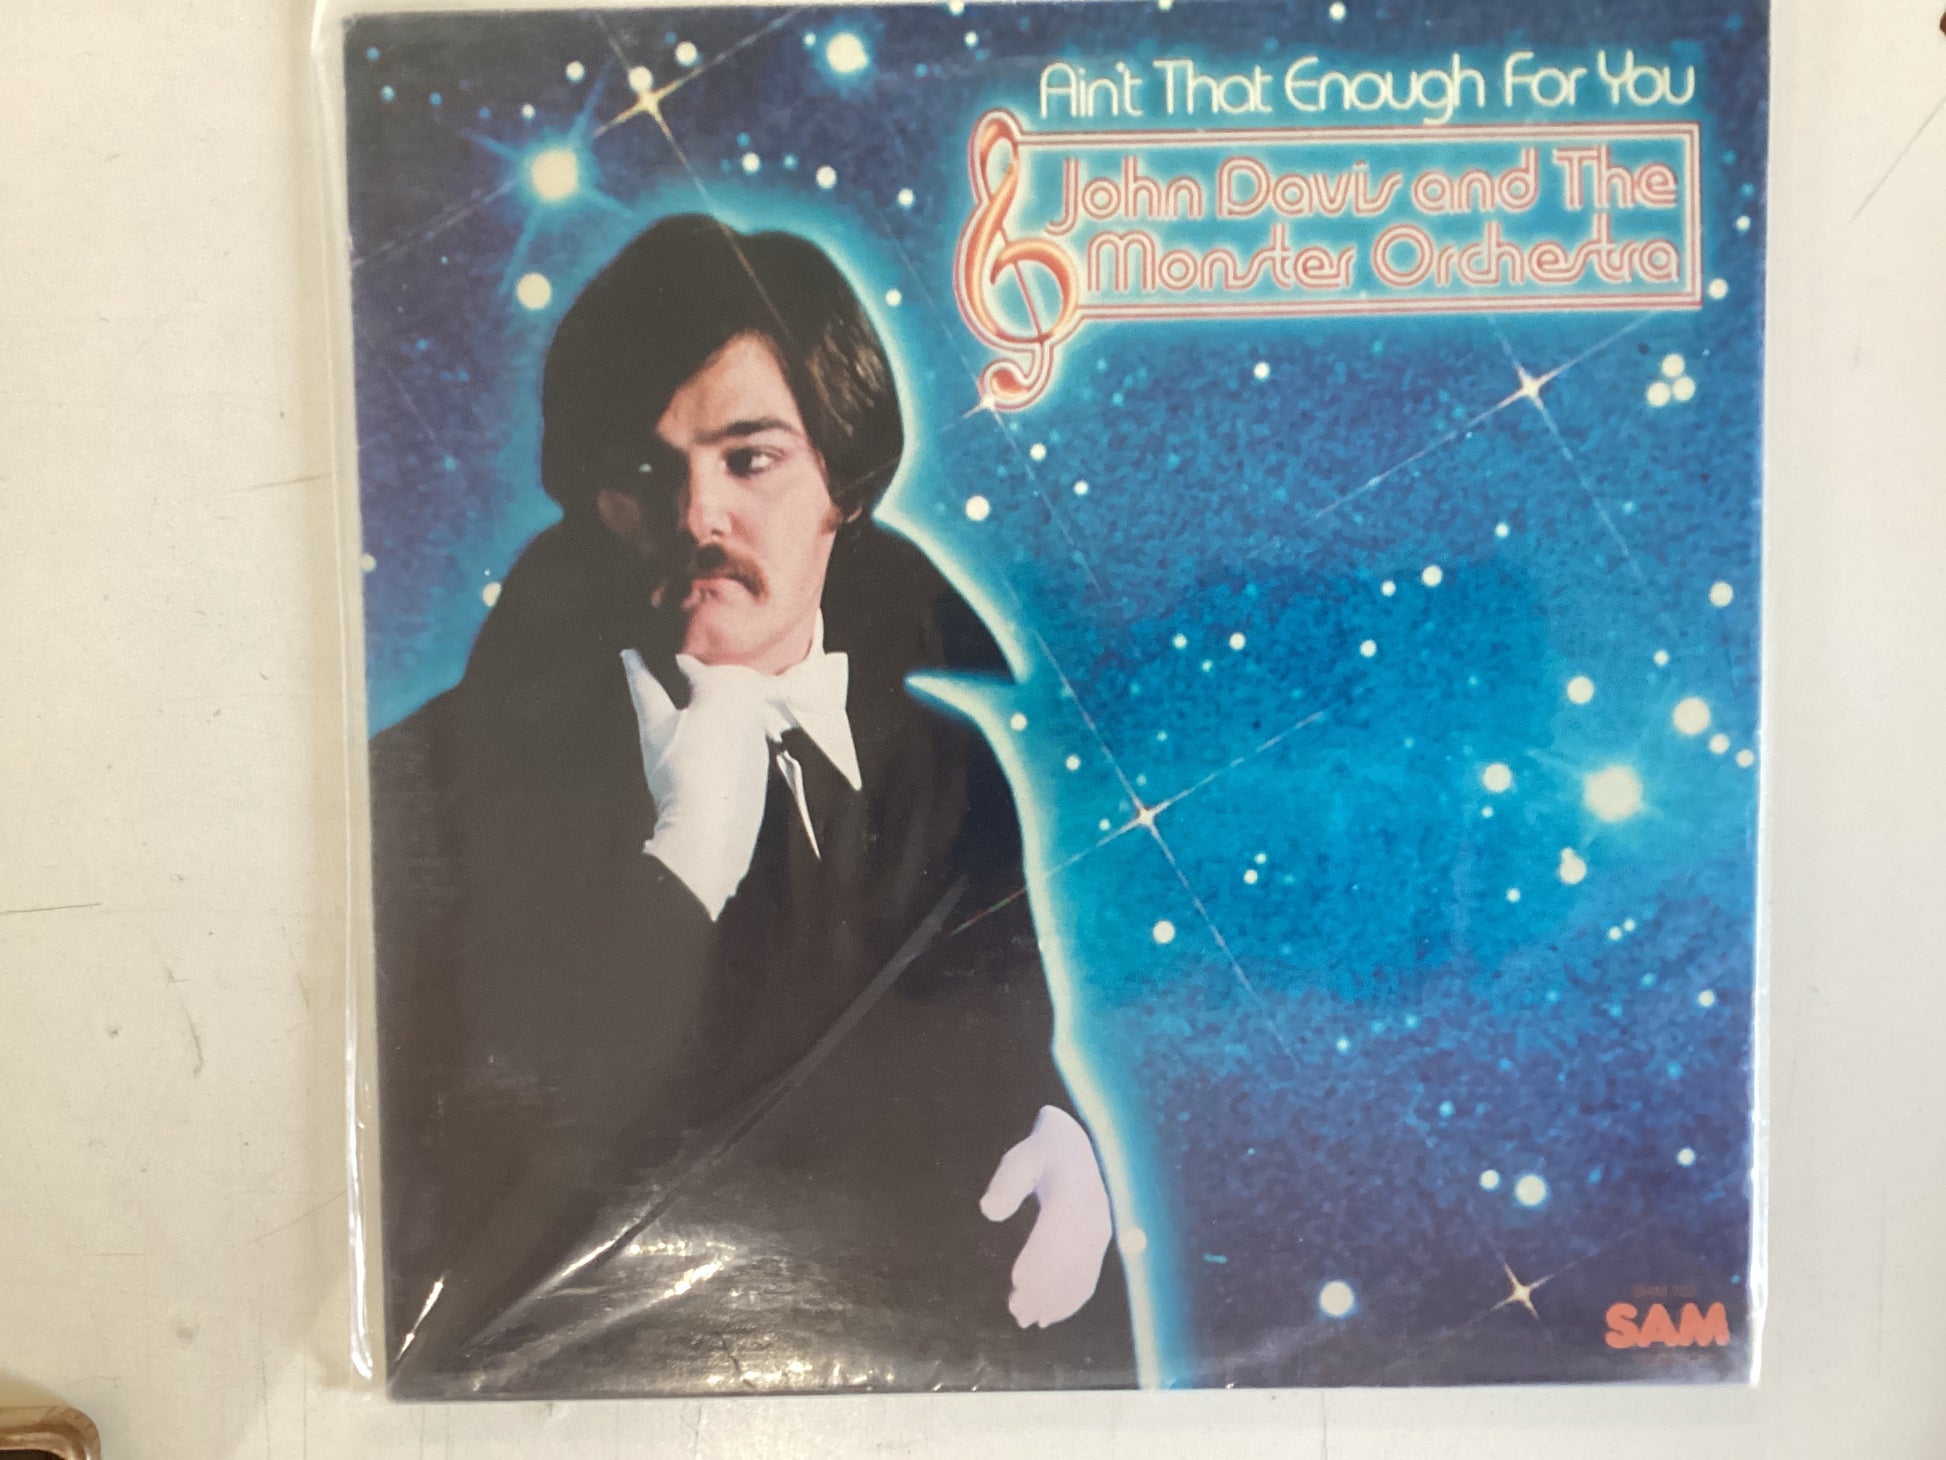 Ain't That Enough For You
John Davis and The
Monster Orchestra
SAM